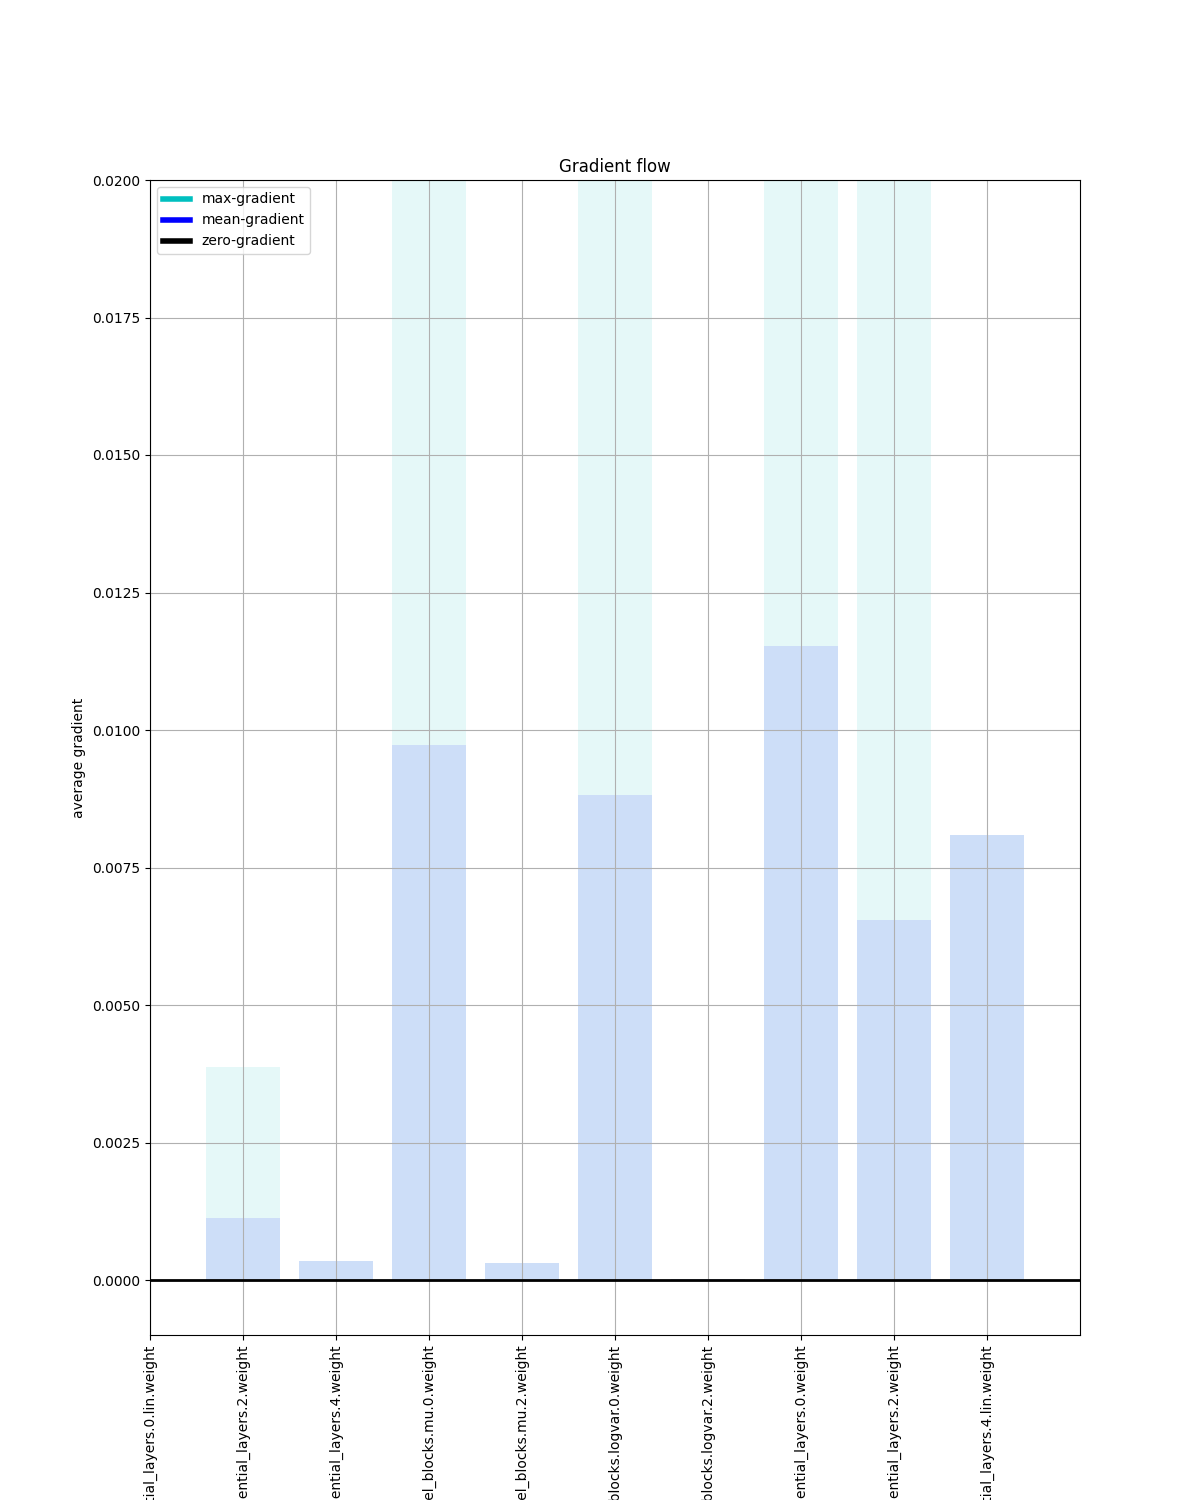 Gradient flow
max-gradient
mean-gradient
zero-gradient
0.0200
0.0175
0.0150
0.0125
0.0100
0.0075
0.0050
0.0025
0.0000
average gradient
tial_layers.0.lin.weight
ential_layers.2.weight
ential_layers.4.weight
el_blocks.mu.0.weight
el_blocks.mu.2.weight
blocks.logvar.0.weight
blocks.logvar.2.weight
ential_layers.0.weight
ential_layers.2.weight
tial_layers.4.lin.weight